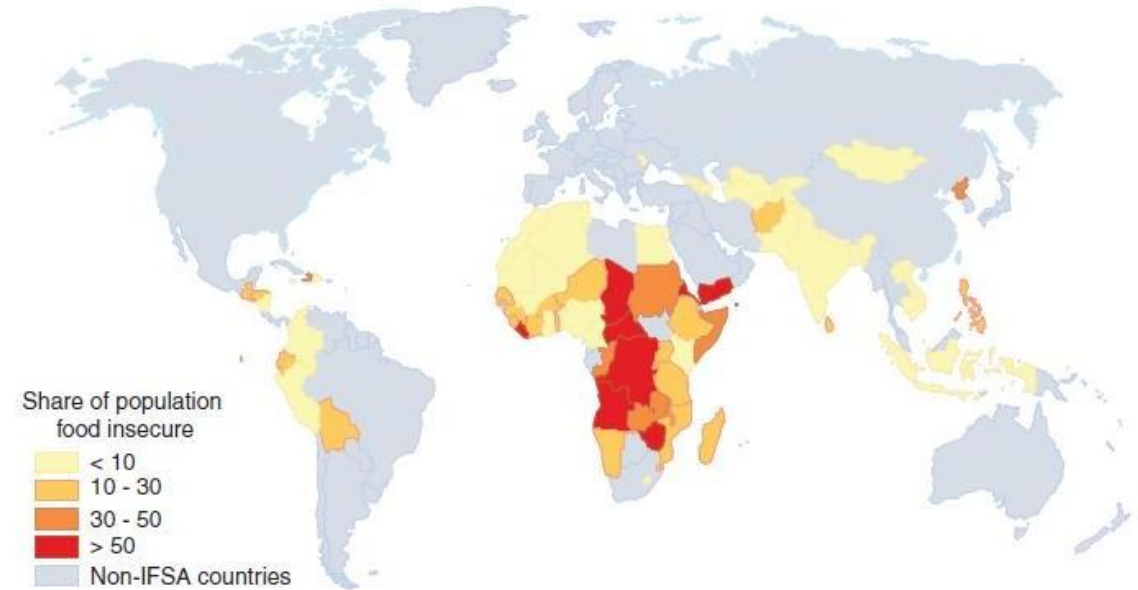 Share of population
food insecure
< 10
10 - 30
30 - 50
> 50
Non-IFSA countries